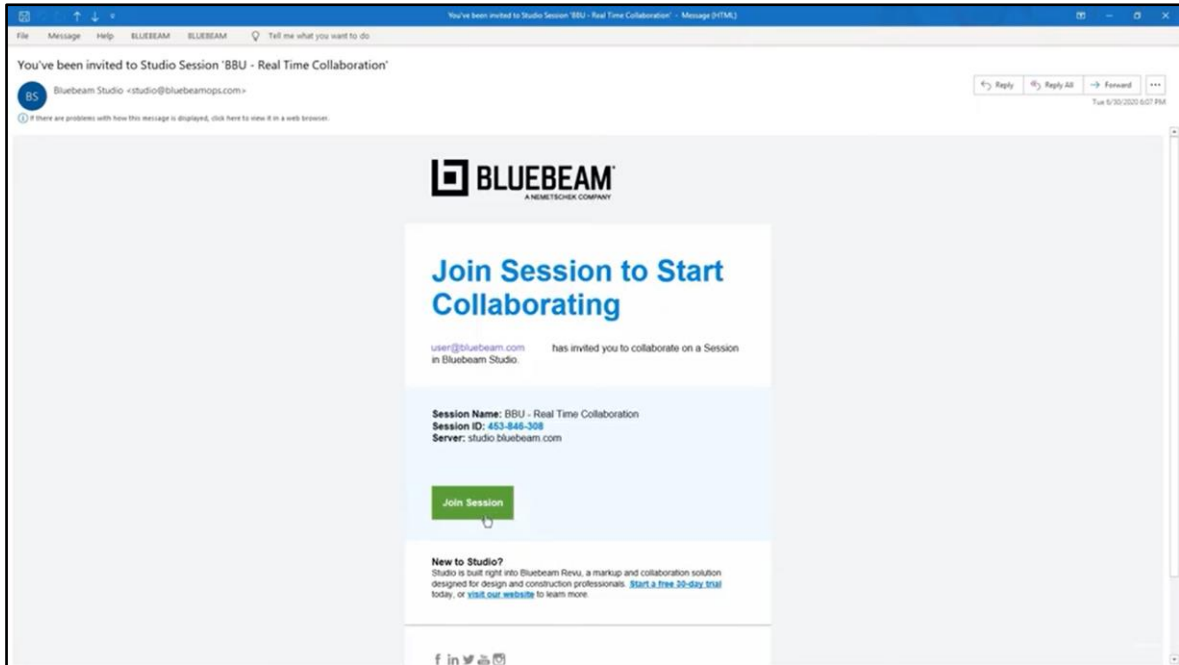 You've been invited to Studio Session 'BBU - Real Time Collaboration' - Message (HTML)
File Message Help BLUEBEAM BLUEBEAM Tell me what you want to do
You've been invited to Studio Session 'BBU - Real Time Collaboration'
BS
Bluebeam Studio <studio@bluebeamops.com>
Reply Reply All Forward
Tue 6/30/2020 6:07 PM
If there are problems with how this message is displayed, click here to view it in a web browser.
BLUEBEAM
A NEMETSCHEK COMPANY
Join Session to Start
Collaborating
user@bluebeam.com has invited you to collaborate on a Session
in Bluebeam Studio.
Session Name: BBU - Real Time Collaboration
Session ID: 453-846-308
Server: studio.bluebeam.com
Join Session
New to Studio?
Studio is built right into Bluebeam Revu, a markup and collaboration solution
designed for design and construction professionals. Start a free 30-day trial
today, or visit our website to learn more.